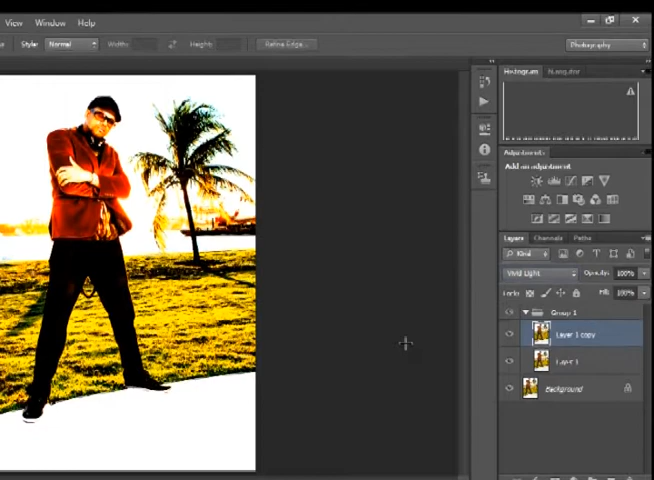 View Window Help
Style: Normal Width: Height: Refine Edge...
Photography
Histogram Navigator
Adjustments
Add an adjustment
Layers Channels Paths
Kind
Vivid Light Opacity: 100%
Lock: Fill: 100%
Group 1
Layer 1 copy
Layer 1
Background